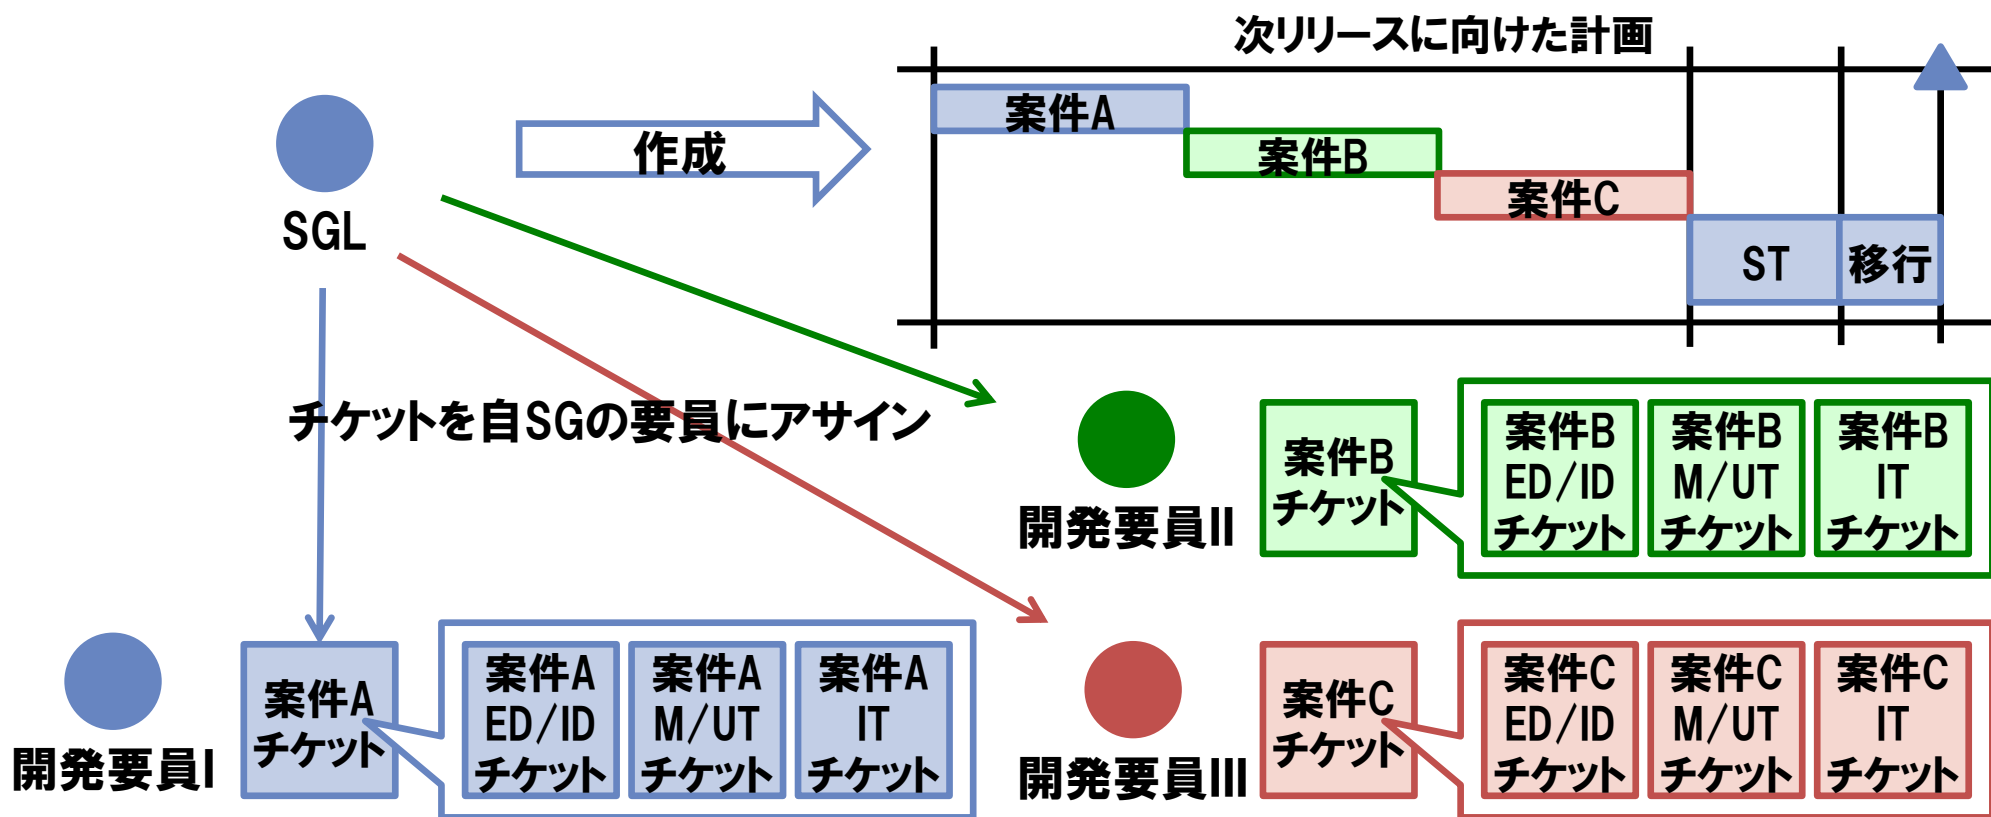 次リリースに向けた計画
案件A
作成
案件B
案件C
SGL
ST
移行
チケットを自SGの要員にアサイン
開発要員II
案件B
チケット
案件B
ED/ID
チケット
案件B
M/UT
チケット
案件B
IT
チケット
開発要員I
案件A
チケット
案件A
ED/ID
チケット
案件A
M/UT
チケット
案件A
IT
チケット
開発要員III
案件C
チケット
案件C
ED/ID
チケット
案件C
M/UT
チケット
案件C
IT
チケット